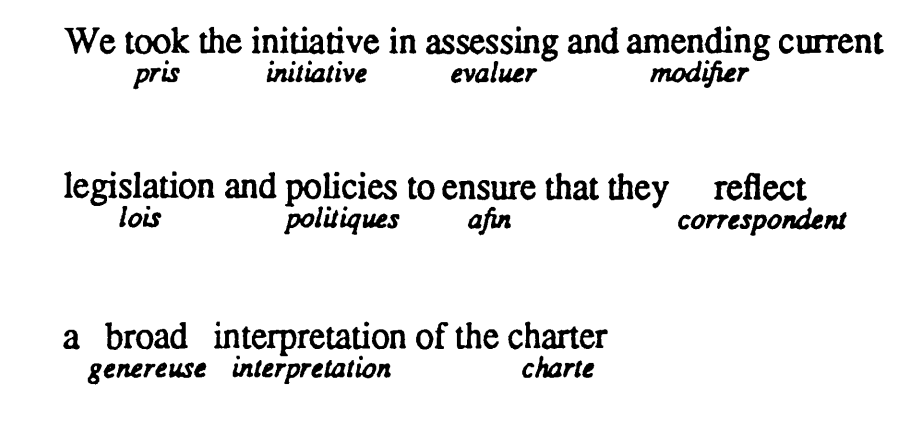 We took the initiative in assessing and amending current
pris initiative evaluer modifier
legislation and policies to ensure that they reflect
lois politiques afin correspondent
a broad interpretation of the charter
genereuse interpretation charte